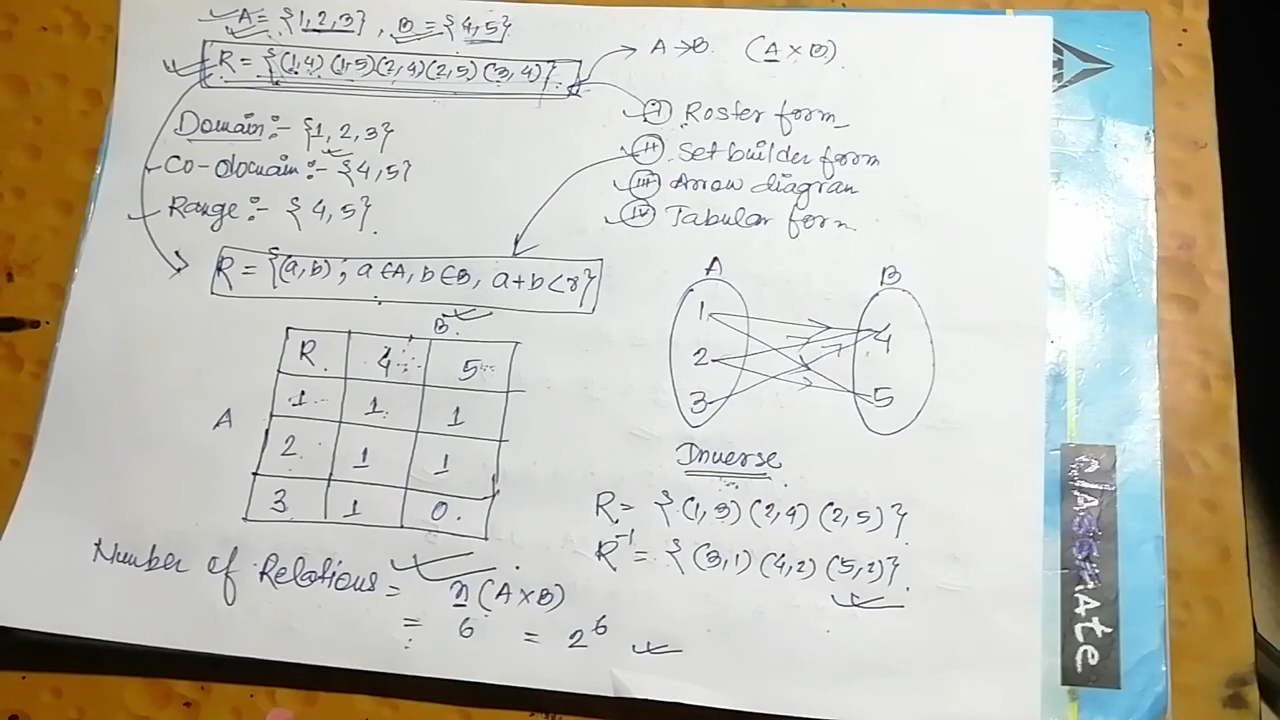 A = {1,2,3} , B = {4,5}
R = {(1,4) (1,5)(2,4)(2,5) (3,4)}
A → B. (A × B)
Domain:- {1, 2, 3}
Co-domain:- {4,5}
Range:- {4,5}
(i) Roster form
(ii) Set builder form
(iii) Arrow diagram
(iv) Tabular form
R = {(a,b) ; a ∈ A, b ∈ B, a+b < 8}
B
R 4 5
1 1 1
2 1 1
3 1 0
A
A B
1 4
2 5
3
Inverse
R = {(1,3) (2,4) (2,5)}
R⁻¹ = {(3,1) (4,2) (5,2)}
Number of Relations = n(A×B)
= 6 = 2⁶
classmate